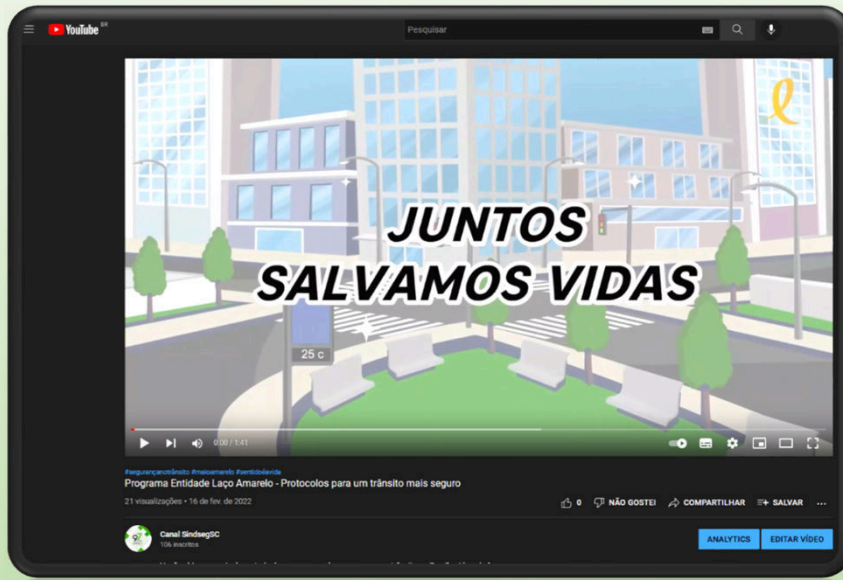 YouTube BR
Pesquisar
JUNTOS
SALVAMOS VIDAS
25 c
0:00 / 1:41
#segurançanotrânsito #maioamarelo #sentidoévida
Programa Entidade Laço Amarelo - Protocolos para um trânsito mais seguro
21 visualizações • 16 de fev. de 2022
0 NÃO GOSTEI COMPARTILHAR SALVAR ...
Canal SindsegSC
106 inscritos
ANALYTICS EDITAR VÍDEO